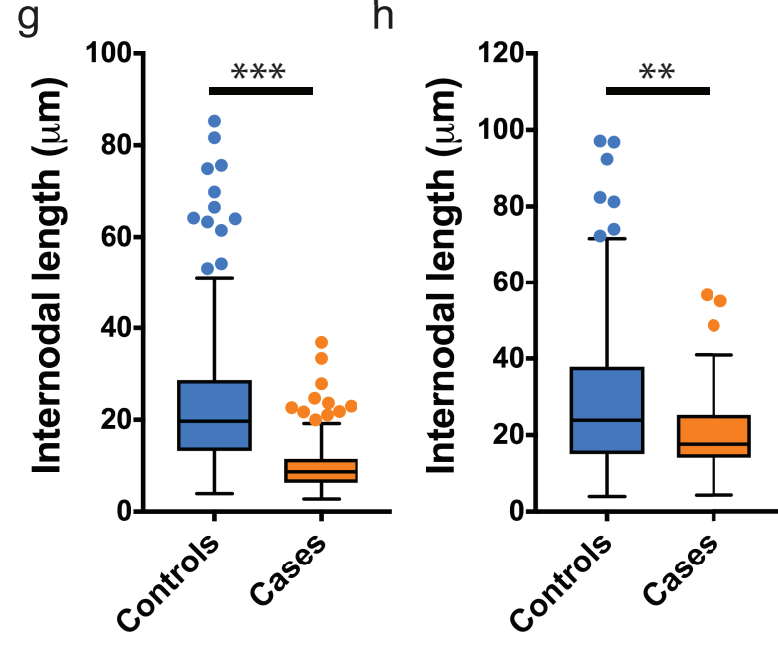 g
Internodal length (μm)
100
80
60
40
20
0
***
Controls
Cases
h
Internodal length (μm)
120
100
80
60
40
20
0
**
Controls
Cases